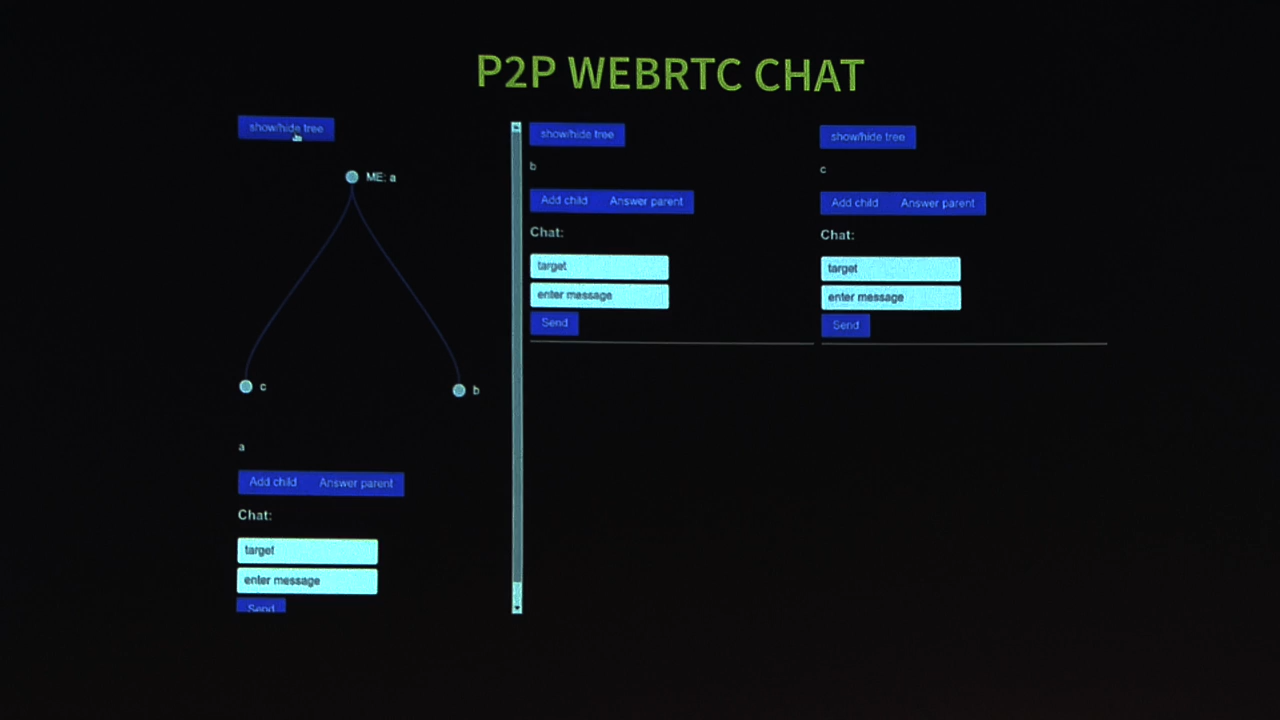 P2P WEBRTC CHAT
show/hide tree
ME: a
c
b
a
Add child Answer parent
Chat:
target
enter message
Send
show/hide tree
b
Add child Answer parent
Chat:
target
enter message
Send
show/hide tree
c
Add child Answer parent
Chat:
target
enter message
Send